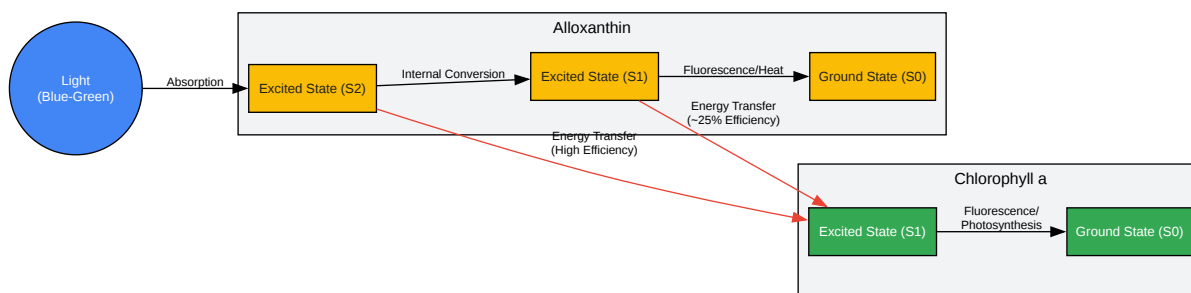 Alloxanthin
Light
(Blue-Green)
Absorption
Excited State (S2)
Internal Conversion
Excited State (S1)
Fluorescence/Heat
Ground State (S0)
Energy Transfer
(~25% Efficiency)
Energy Transfer
(High Efficiency)
Chlorophyll a
Excited State (S1)
Fluorescence/
Photosynthesis
Ground State (S0)